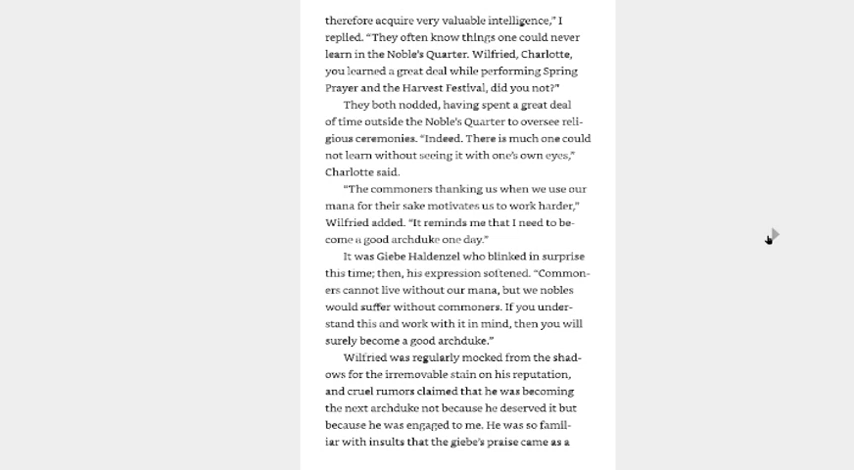 therefore acquire very valuable intelligence,” I
replied. “They often know things one could never
learn in the Noble’s Quarter. Wilfried, Charlotte,
you learned a great deal while performing Spring
Prayer and the Harvest Festival, did you not?”
They both nodded, having spent a great deal
of time outside the Noble’s Quarter to oversee reli-
gious ceremonies. “Indeed. There is much one could
not learn without seeing it with one’s own eyes,”
Charlotte said.
“The commoners thanking us when we use our
mana for their sake motivates us to work harder,”
Wilfried added. “It reminds me that I need to be-
come a good archduke one day.”
It was Giebe Haldenzel who blinked in surprise
this time; then, his expression softened. “Common-
ers cannot live without our mana, but we nobles
would suffer without commoners. If you under-
stand this and work with it in mind, then you will
surely become a good archduke.”
Wilfried was regularly mocked from the shad-
ows for the irremovable stain on his reputation,
and cruel rumors claimed that he was becoming
the next archduke not because he deserved it but
because he was engaged to me. He was so famil-
iar with insults that the giebe’s praise came as a